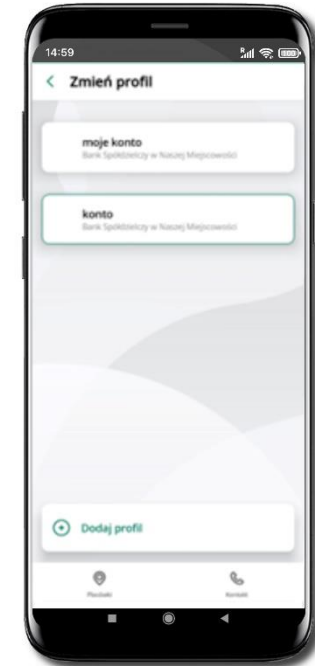 14:59
R
Zmień profil
moje konto
Bank Spółdzielczy w Naszej Miejscowości
konto
Bank Spółdzielczy w Naszej Miejscowości
Dodaj profil
Placówki
Kontakt